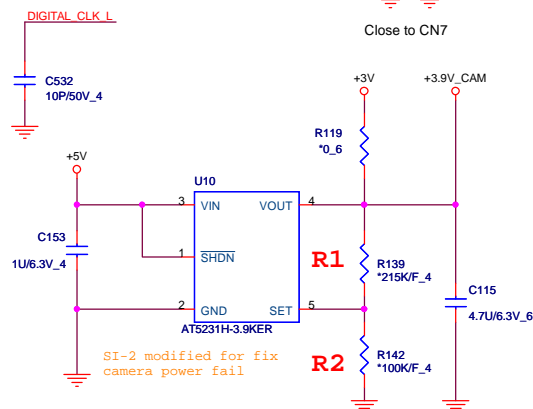 DIGITAL_CLK_L
Close to CN7
C532
10P/50V_4
+3V
+3.9V_CAM
R119
*0_6
+5V
U10
3
VIN
VOUT
4
C153
1U/6.3V_4
1
SHDN
R1
R139
*215K/F_4
C115
4.7U/6.3V_6
2
GND
SET
5
AT5231H-3.9KER
SI-2 modified for fix
camera power fail
R2
R142
*100K/F_4